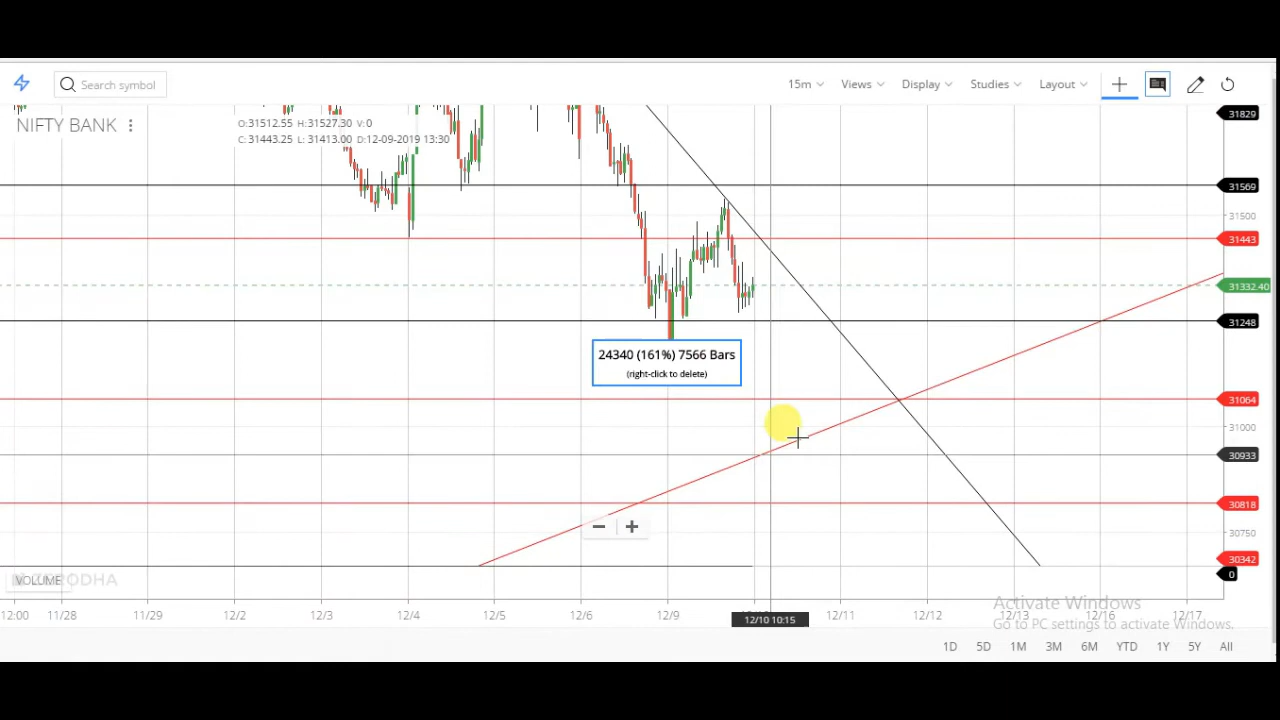 Search symbol
15m Views Display Studies Layout
NIFTY BANK
O:31512.55 H:31527.30 V:0
C:31443.25 L:31413.00 D:12-09-2019 13:30
31829
31569
31500
31443
31332.40
31248
24340 (161%) 7566 Bars
(right-click to delete)
31064
31000
30933
30818
30750
30342
0
VOLUME
Activate Windows
Go to PC settings to activate Windows.
12:00 11/28 11/29 12/2 12/3 12/4 12/5 12/6 12/9 12/11 12/12 12/13 12/16 12/17
12/10 10:15
1D 5D 1M 3M 6M YTD 1Y 5Y All